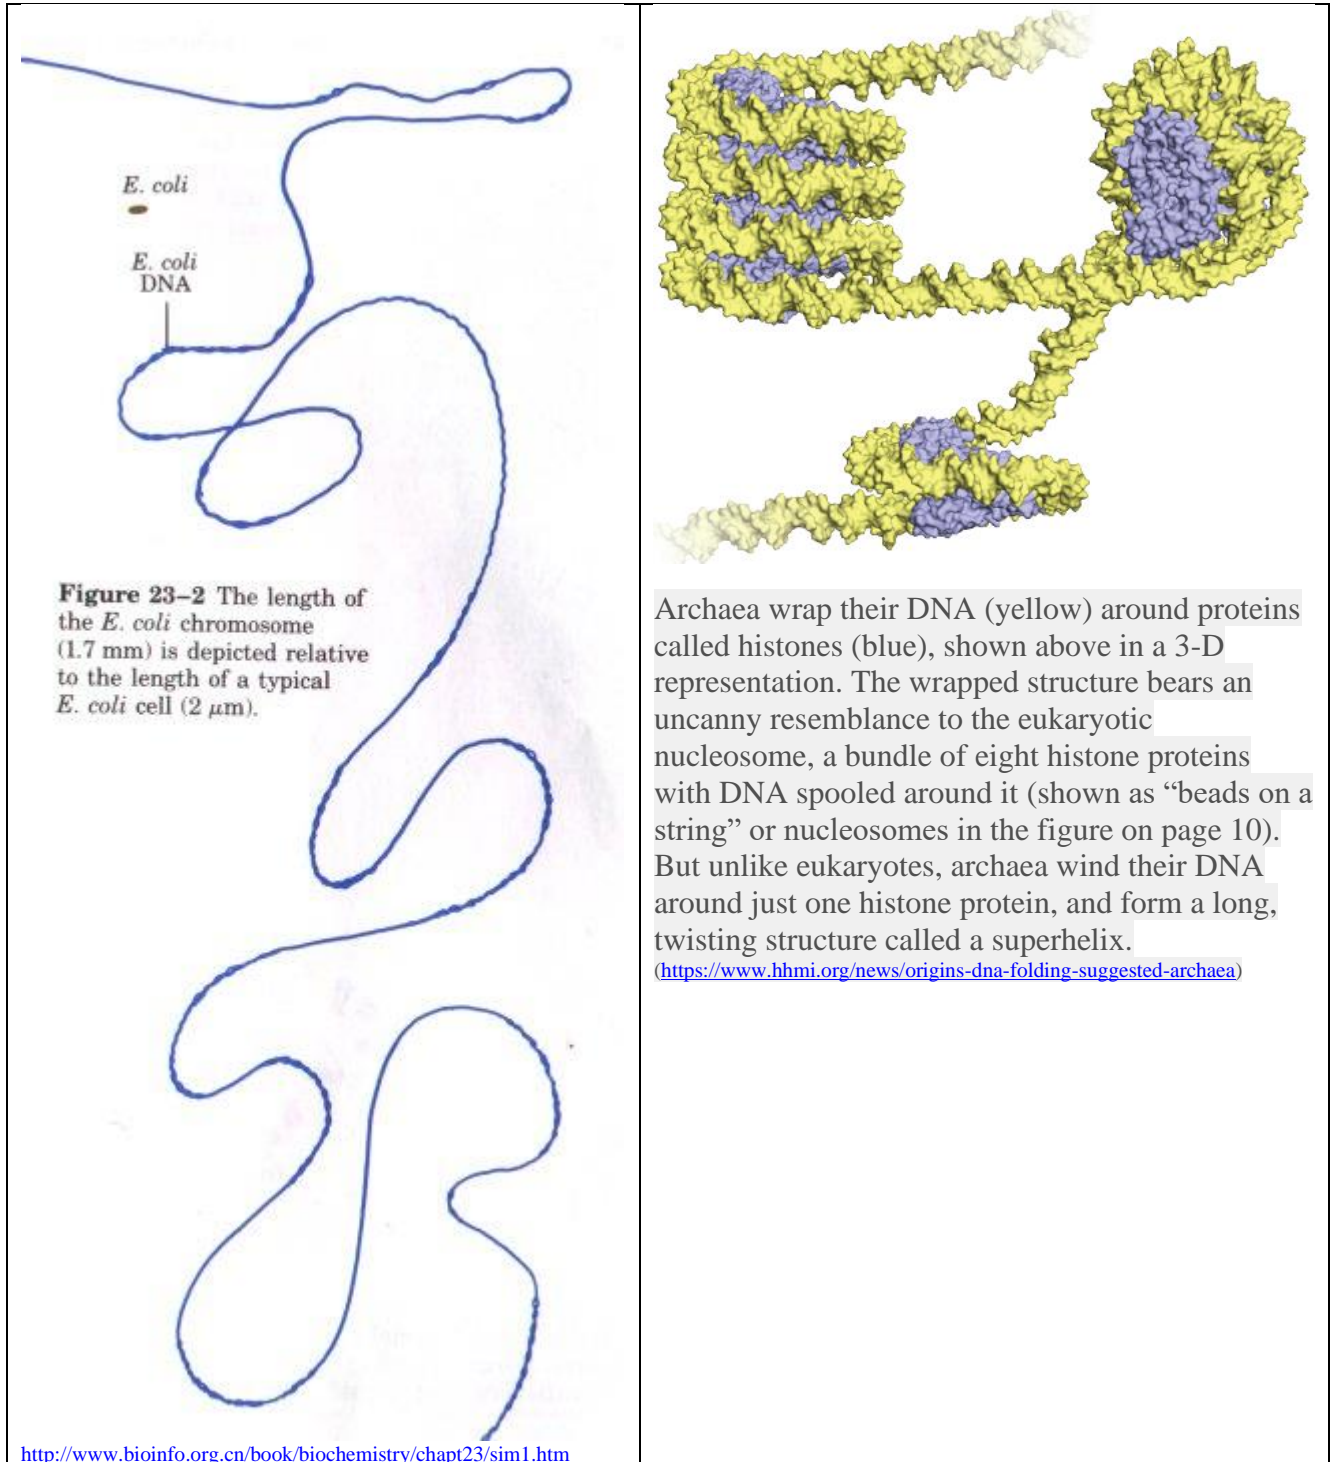 E. coli
E. coli
DNA
Figure 23–2 The length of
the E. coli chromosome
(1.7 mm) is depicted relative
to the length of a typical
E. coli cell (2 μm).
http://www.bioinfo.org.cn/book/biochemistry/chapt23/sim1.htm
Archaea wrap their DNA (yellow) around proteins
called histones (blue), shown above in a 3-D
representation. The wrapped structure bears an
uncanny resemblance to the eukaryotic
nucleosome, a bundle of eight histone proteins
with DNA spooled around it (shown as “beads on a
string” or nucleosomes in the figure on page 10).
But unlike eukaryotes, archaea wind their DNA
around just one histone protein, and form a long,
twisting structure called a superhelix.
(https://www.hhmi.org/news/origins-dna-folding-suggested-archaea)